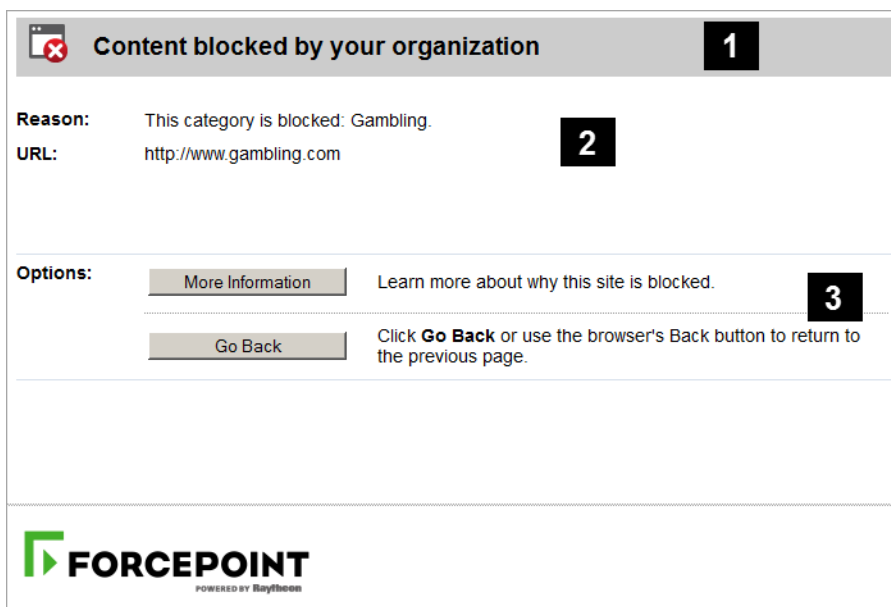 Content blocked by your organization
1
Reason: This category is blocked: Gambling.
URL: http://www.gambling.com
2
Options: More Information Learn more about why this site is blocked.
3
Go Back Click Go Back or use the browser's Back button to return to
the previous page.
FORCEPOINT
POWERED BY Raytheon